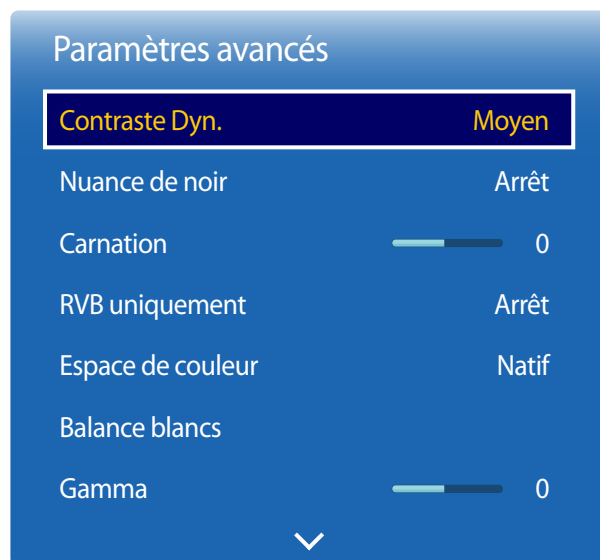 Paramètres avancés
Contraste Dyn. Moyen
Nuance de noir Arrêt
Carnation 0
RVB uniquement Arrêt
Espace de couleur Natif
Balance blancs
Gamma 0